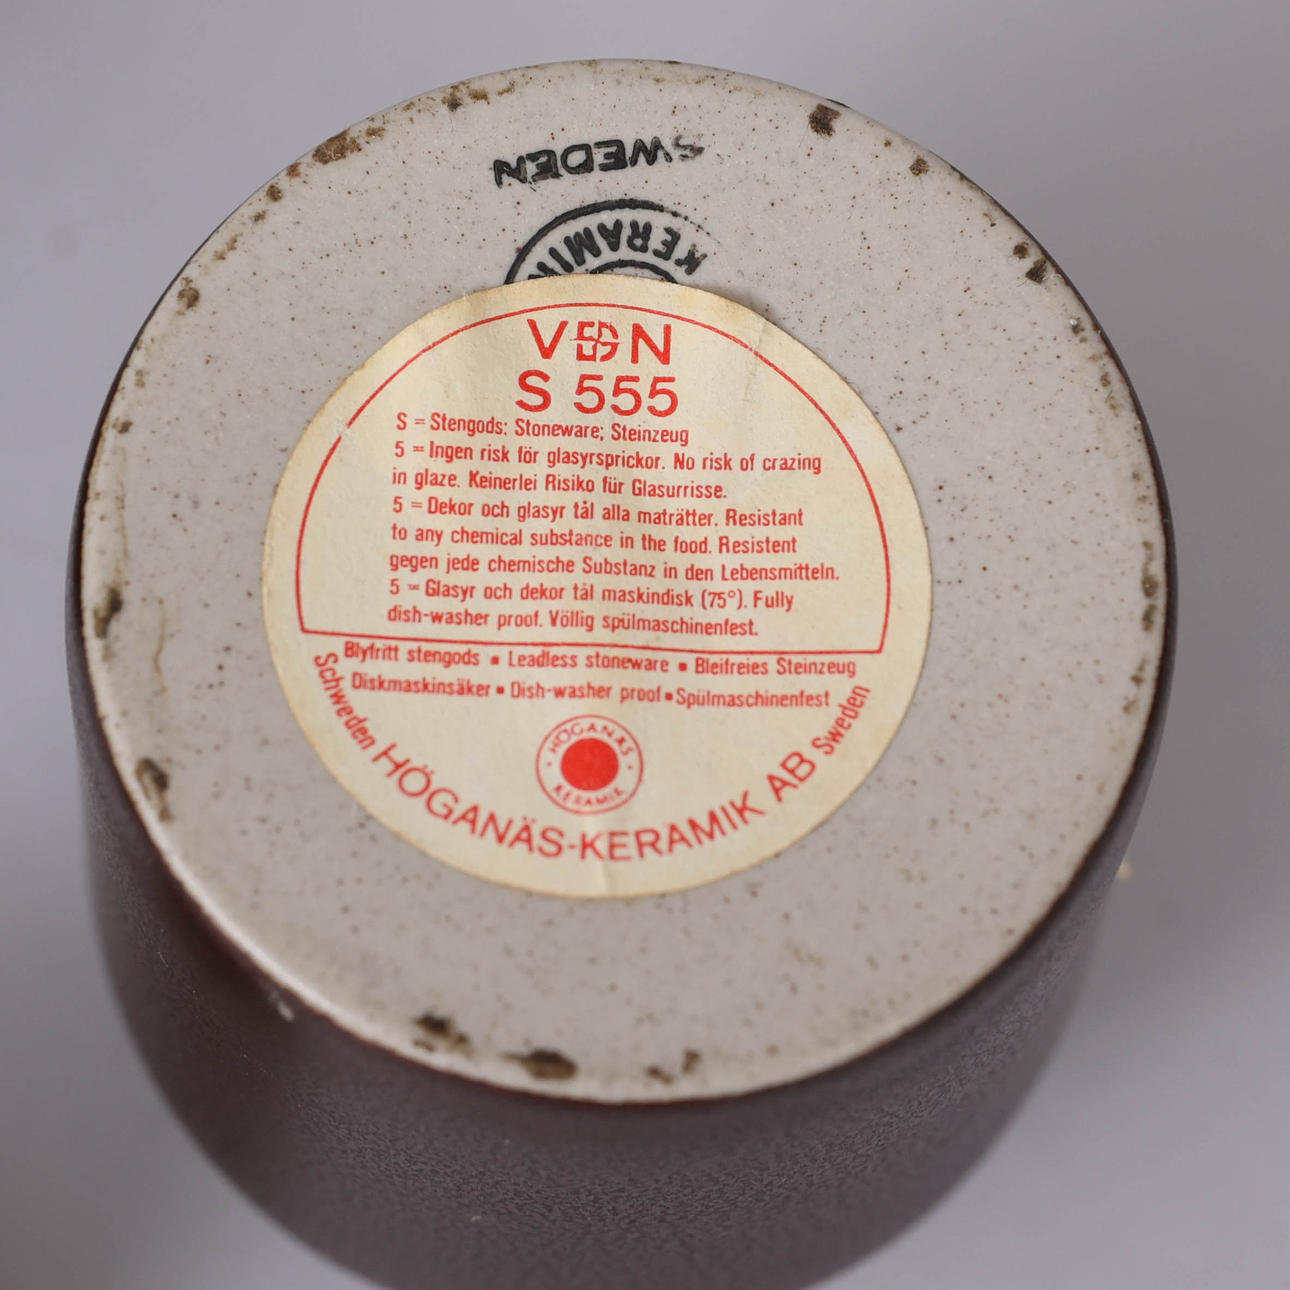 SWEDEN
KERAMIK
VDN
S 555
S = Stengods; Stoneware; Steinzeug
5 = Ingen risk för glasyrsprickor. No risk of crazing
in glaze. Keinerlei Risiko für Glasurrisse.
5 = Dekor och glasyr tål alla maträtter. Resistant
to any chemical substance in the food. Resistent
gegen jede chemische Substanz in den Lebensmitteln.
5 = Glasyr och dekor tål maskindisk (75°). Fully
dish-washer proof. Völlig spülmaschinenfest.
Blyfritt stengods ▪ Leadless stoneware ▪ Bleifreies Steinzeug
Diskmaskinsäker ▪ Dish-washer proof ▪ Spülmaschinenfest
HÖGANÄS
KERAMIK
Schweden HÖGANÄS-KERAMIK AB Sweden